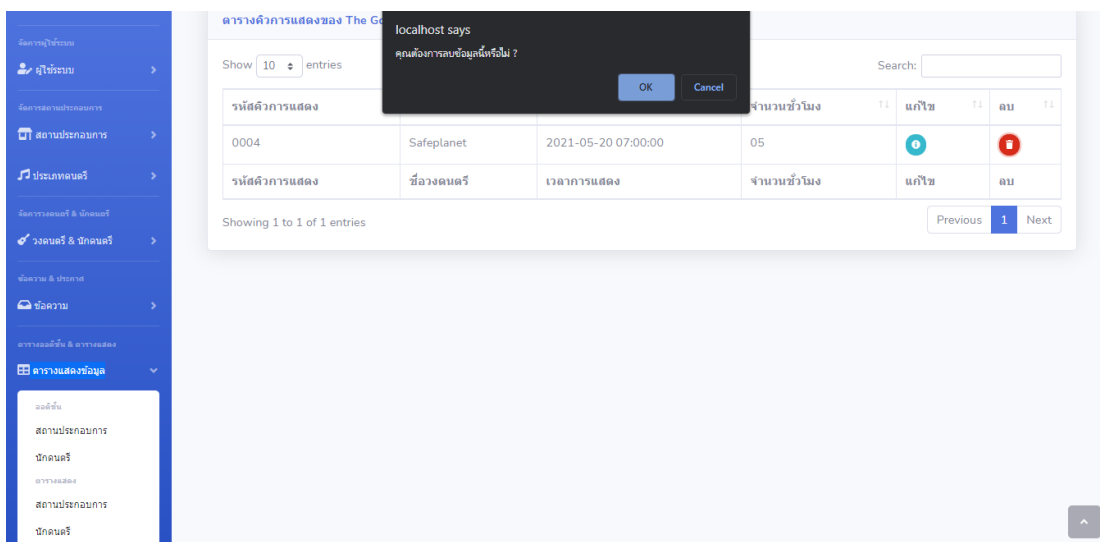 จัดการผู้ใช้ระบบ
ผู้ใช้ระบบ
จัดการสถานประกอบการ
สถานประกอบการ
ประเภทดนตรี
จัดการวงดนตรี & นักดนตรี
วงดนตรี & นักดนตรี
ข้อความ & ประกาศ
ข้อความ
ตารางออดิชั่น & ตารางแสดง
ตารางแสดงข้อมูล
ออดิชั่น
สถานประกอบการ
นักดนตรี
ตารางแสดง
สถานประกอบการ
นักดนตรี
ตารางคิวการแสดงของ The Go
localhost says
คุณต้องการลบข้อมูลนี้หรือไม่ ?
OK Cancel
Show 10 entries Search:
รหัสคิวการแสดง จำนวนชั่วโมง แก้ไข ลบ
0004 Safeplanet 2021-05-20 07:00:00 05
รหัสคิวการแสดง ชื่อวงดนตรี เวลาการแสดง จำนวนชั่วโมง แก้ไข ลบ
Showing 1 to 1 of 1 entries Previous 1 Next